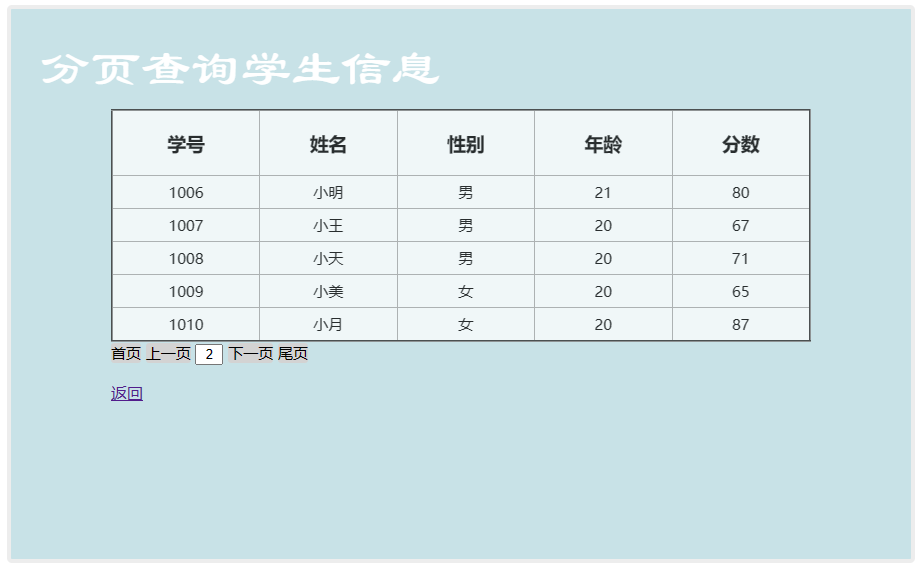 分页查询学生信息
学号 姓名 性别 年龄 分数
1006 小明 男 21 80
1007 小王 男 20 67
1008 小天 男 20 71
1009 小美 女 20 65
1010 小月 女 20 87
首页 上一页 2 下一页 尾页
返回